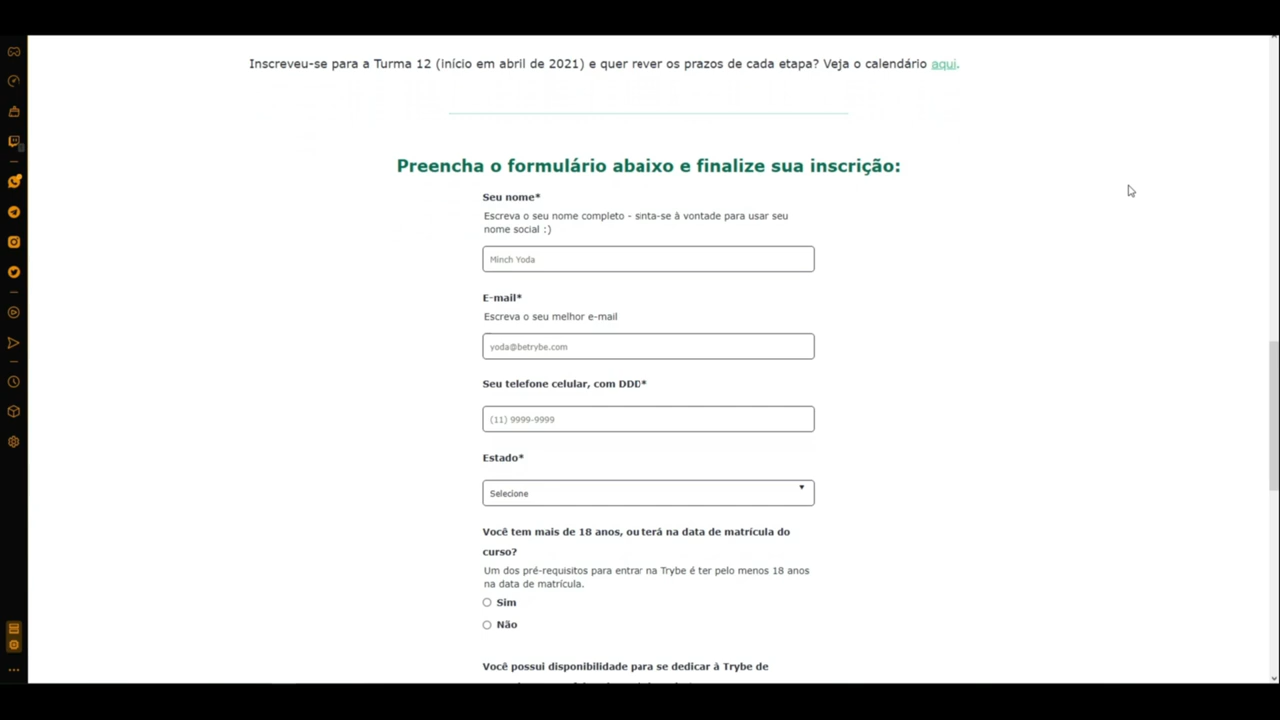 Inscreveu-se para a Turma 12 (início em abril de 2021) e quer rever os prazos de cada etapa? Veja o calendário aqui.
Preencha o formulário abaixo e finalize sua inscrição:
Seu nome*
Escreva o seu nome completo - sinta-se à vontade para usar seu
nome social :)
Minch Yoda
E-mail*
Escreva o seu melhor e-mail
yoda@betrybe.com
Seu telefone celular, com DDD*
(11) 9999-9999
Estado*
Selecione
Você tem mais de 18 anos, ou terá na data de matrícula do
curso?
Um dos pré-requisitos para entrar na Trybe é ter pelo menos 18 anos
na data de matrícula.
Sim
Não
Você possui disponibilidade para se dedicar à Trybe de